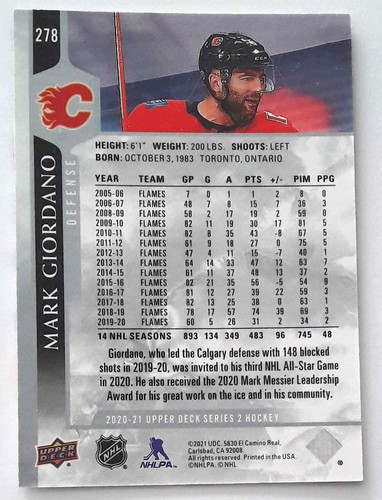 278
MARK GIORDANO
DEFENSE
HEIGHT: 6'1" WEIGHT: 200 LBS. SHOOTS: LEFT
BORN: OCTOBER 3, 1983 TORONTO, ONTARIO
YEAR TEAM GP G A PTS +/- PIM PPG
2005-06 FLAMES 7 0 1 1 2 8 0
2006-07 FLAMES 48 7 8 15 7 36 3
2008-09 FLAMES 58 2 17 19 2 59 0
2009-10 FLAMES 82 11 19 30 17 81 5
2010-11 FLAMES 82 8 35 43 -8 67 5
2011-12 FLAMES 61 9 18 27 0 75 5
2012-13 FLAMES 47 4 11 15 -7 40 1
2013-14 FLAMES 64 14 33 47 12 63 7
2014-15 FLAMES 61 11 37 48 13 37 2
2015-16 FLAMES 82 21 35 56 -5 54 9
2016-17 FLAMES 81 12 27 39 22 59 3
2017-18 FLAMES 82 13 25 38 0 63 1
2018-19 FLAMES 78 17 57 74 39 69 5
2019-20 FLAMES 60 5 26 31 2 34 2
14 NHL SEASONS 893 134 349 483 96 745 48
Giordano, who led the Calgary defense with 148 blocked
shots in 2019-20, was invited to his third NHL All-Star Game
in 2020. He also received the 2020 Mark Messier Leadership
Award for his great work on the ice and in his community.
2020-21 UPPER DECK SERIES 2 HOCKEY
UPPER DECK
NHL
NHLPA
©2021 UDC. 5830 El Camino Real,
Carlsbad, CA 92008.
All rights reserved. Printed in the USA.
©NHLPA. © NHL.